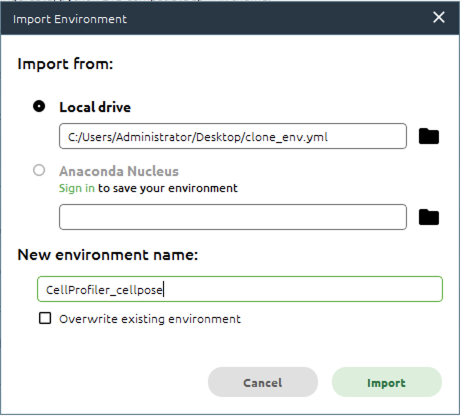 Import Environment
Import from:
Local drive
C:/Users/Administrator/Desktop/clone_env.yml
Anaconda Nucleus
Sign in to save your environment
New environment name:
CellProfiler_cellpose
Overwrite existing environment
Cancel
Import